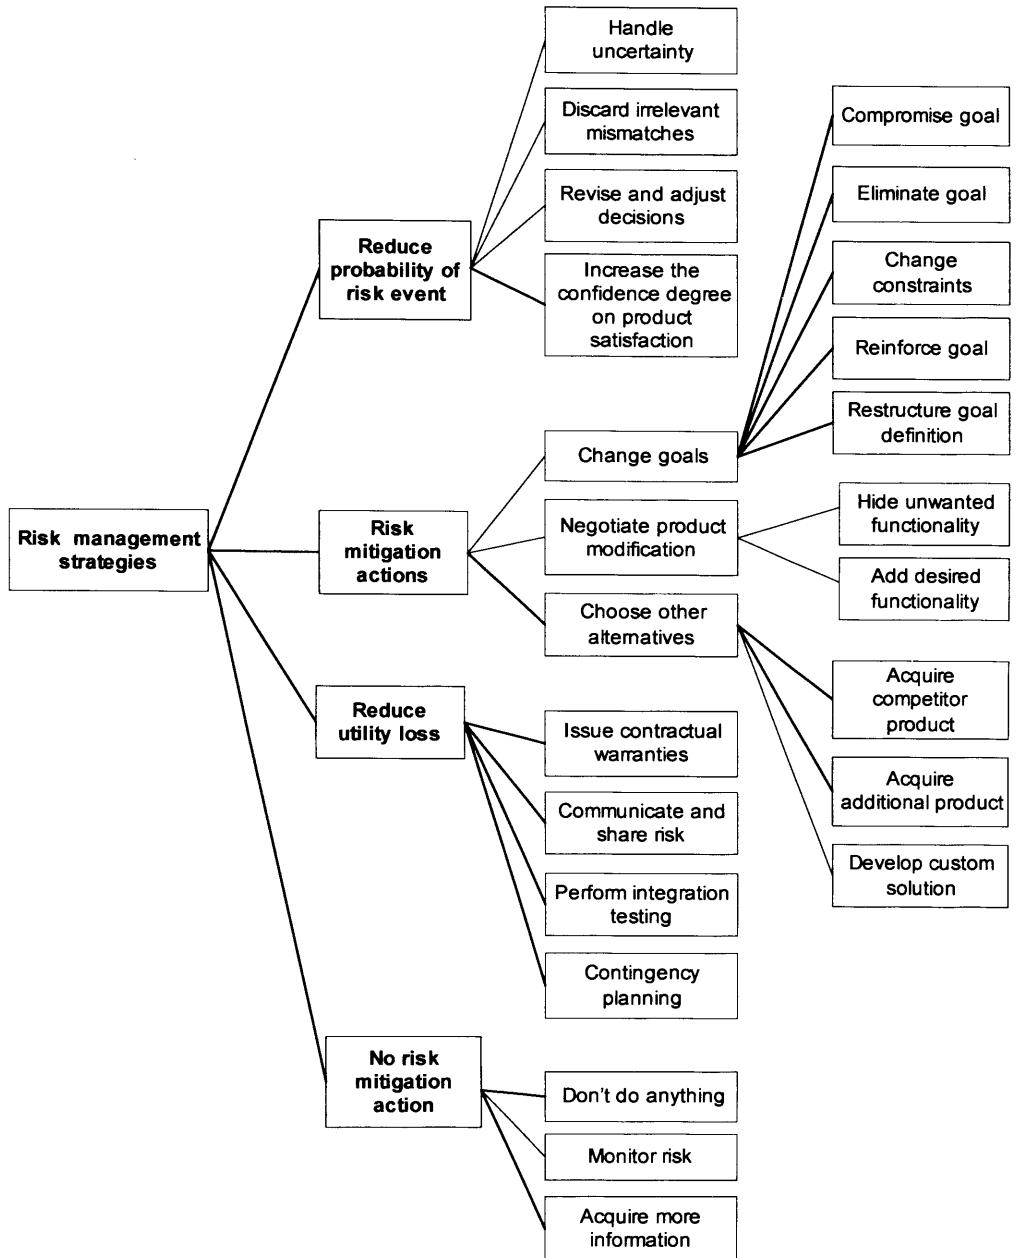 Handle
uncertainty
Discard irrelevant
mismatches
Revise and adjust
decisions
Increase the
confidence degree
on product
satisfaction
Reduce
probability of
risk event
Compromise goal
Eliminate goal
Change
constraints
Reinforce goal
Restructure goal
definition
Change goals
Negotiate product
modification
Choose other
alternatives
Risk management
strategies
Risk
mitigation
actions
Hide unwanted
functionality
Add desired
functionality
Acquire
competitor
product
Acquire
additional product
Develop custom
solution
Reduce
utility loss
Issue contractual
warranties
Communicate and
share risk
Perform integration
testing
Contingency
planning
No risk
mitigation
action
Don't do anything
Monitor risk
Acquire more
information